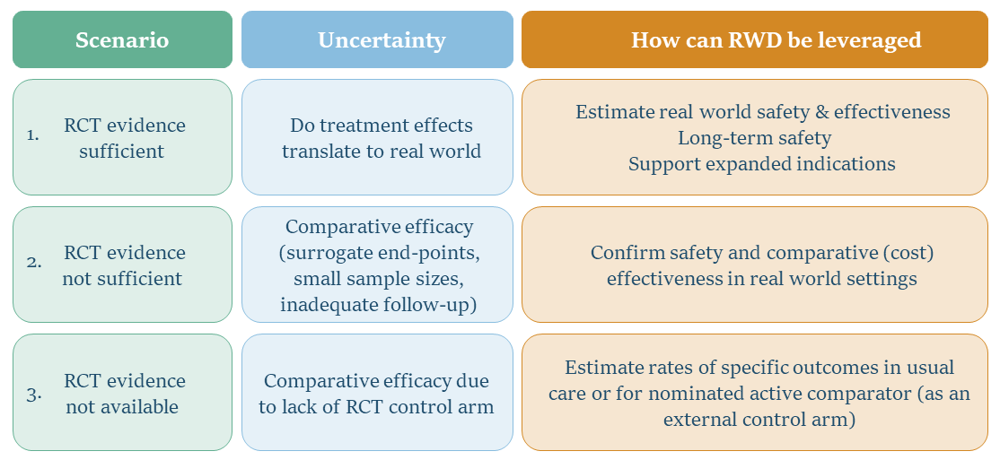 Scenario
Uncertainty
How can RWD be leveraged
1.
RCT evidence
sufficient
Do treatment effects
translate to real world
Estimate real world safety & effectiveness
Long-term safety
Support expanded indications
2.
RCT evidence
not sufficient
Comparative efficacy
(surrogate end-points,
small sample sizes,
inadequate follow-up)
Confirm safety and comparative (cost)
effectiveness in real world settings
3.
RCT evidence
not available
Comparative efficacy due
to lack of RCT control arm
Estimate rates of specific outcomes in usual
care or for nominated active comparator (as an
external control arm)